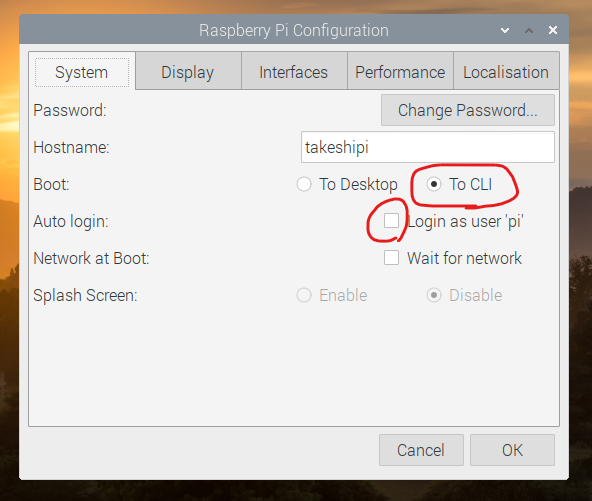 Raspberry Pi Configuration
System Display Interfaces Performance Localisation
Password: Change Password...
Hostname: takeshipi
Boot: To Desktop To CLI
Auto login: Login as user 'pi'
Network at Boot: Wait for network
Splash Screen: Enable Disable
Cancel OK